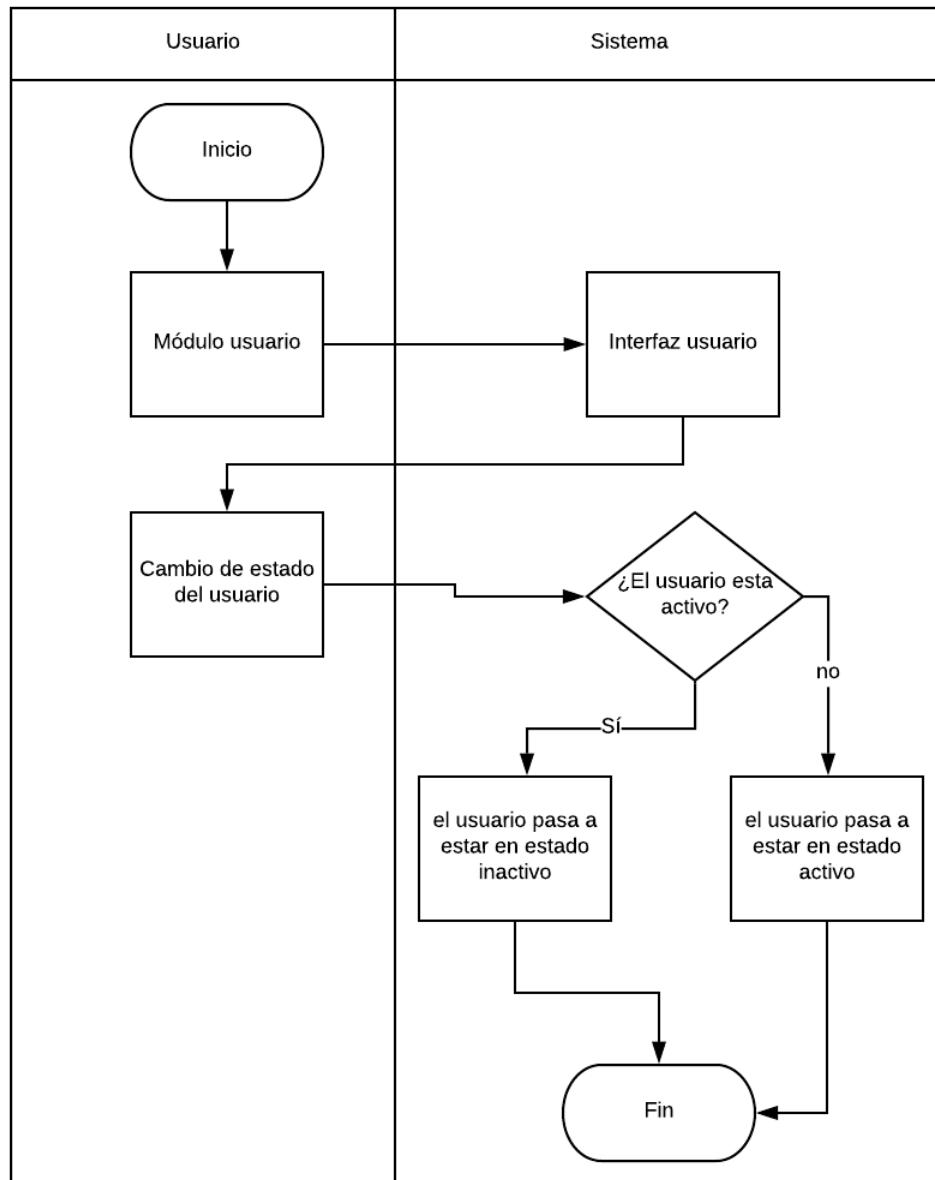 Usuario
Sistema
Inicio
Módulo usuario
Interfaz usuario
Cambio de estado
del usuario
¿El usuario esta
activo?
no
Sí
el usuario pasa a
estar en estado
inactivo
el usuario pasa a
estar en estado
activo
Fin